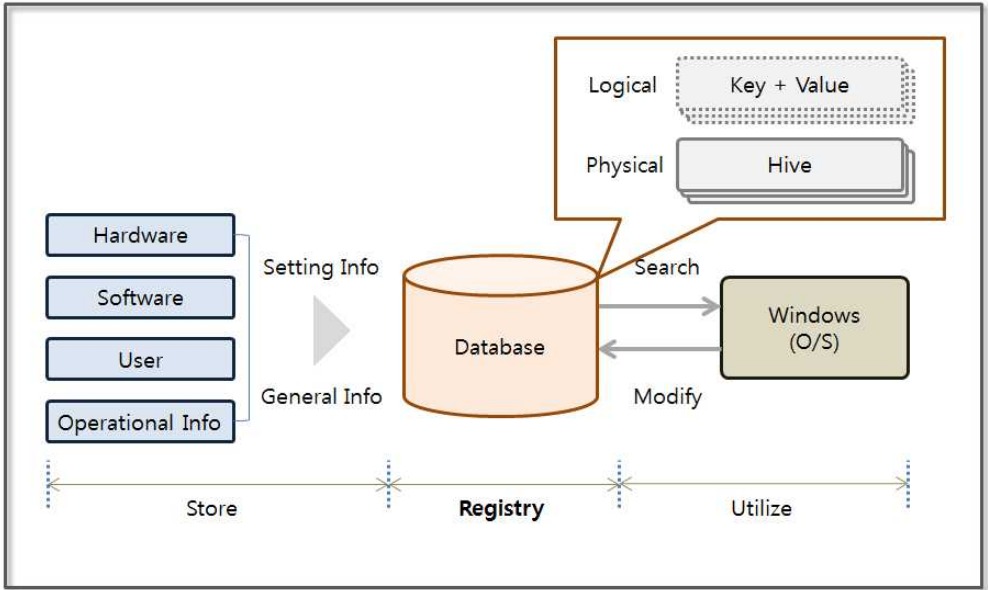 Logical
Key + Value
Physical
Hive
Hardware
Software
User
Operational Info
Setting Info
General Info
Database
Search
Modify
Windows
(O/S)
Store
Registry
Utilize